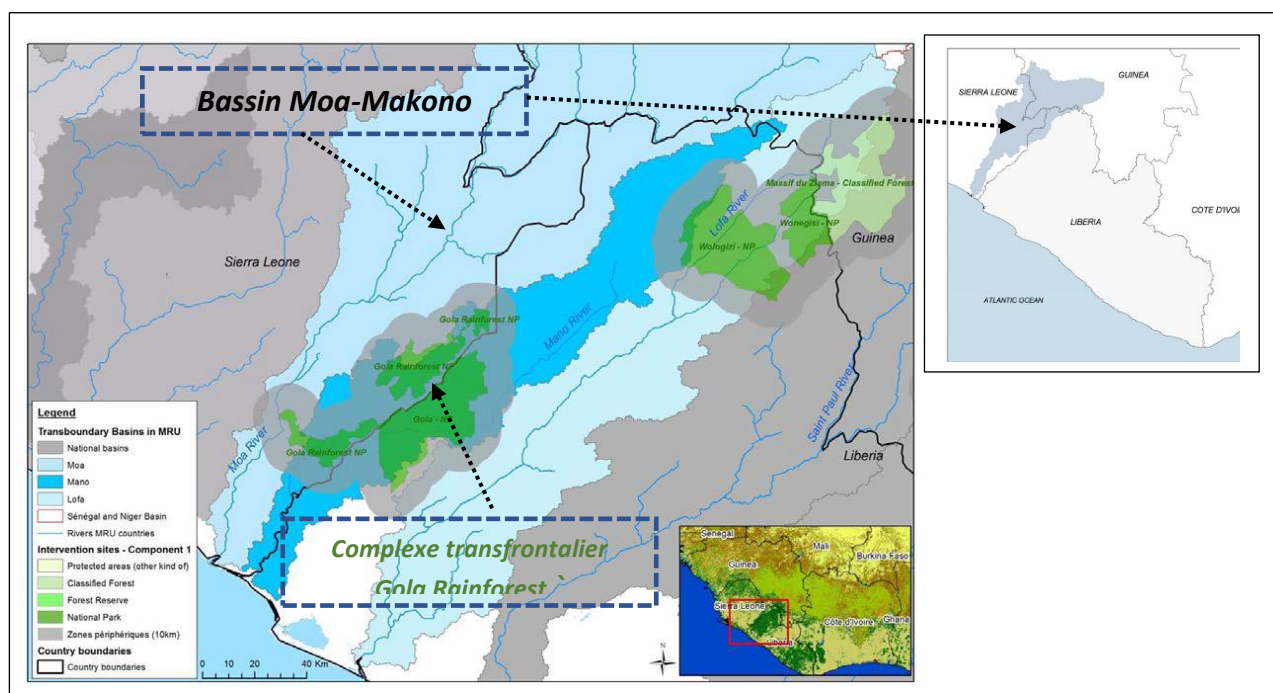 Bassin Moa-Makono
Massif du Ziama - Classified Forest
Lofa River
Wonegisi - NP
Wologizi - NP
Guinea
Sierra Leone
Gola Rainforest NP
Mano River
Gola Rainforest NP
Gola - NP
Moa River
Gola Rainforest NP
Saint Paul River
Liberia
Complexe transfrontalier
Gola Rainforest `
Legend
Transboundary Basins in MRU
National basins
Moa
Mano
Lofa
Sénégal and Niger Basin
Rivers MRU countries
Intervention sites - Component 1
Protected areas (other kind of)
Classified Forest
Forest Reserve
National Park
Zones périphériques (10km)
Country boundaries
Country boundaries
0 10 20 40 Km
N
Senegal
Mali
Burkina Faso
Guinea
Sierra Leone
Côte d'Ivoire
Ghana
Liberia
GUINEA
SIERRA LEONE
LIBERIA
COTE D'IVOI
ATLANTIC OCEAN